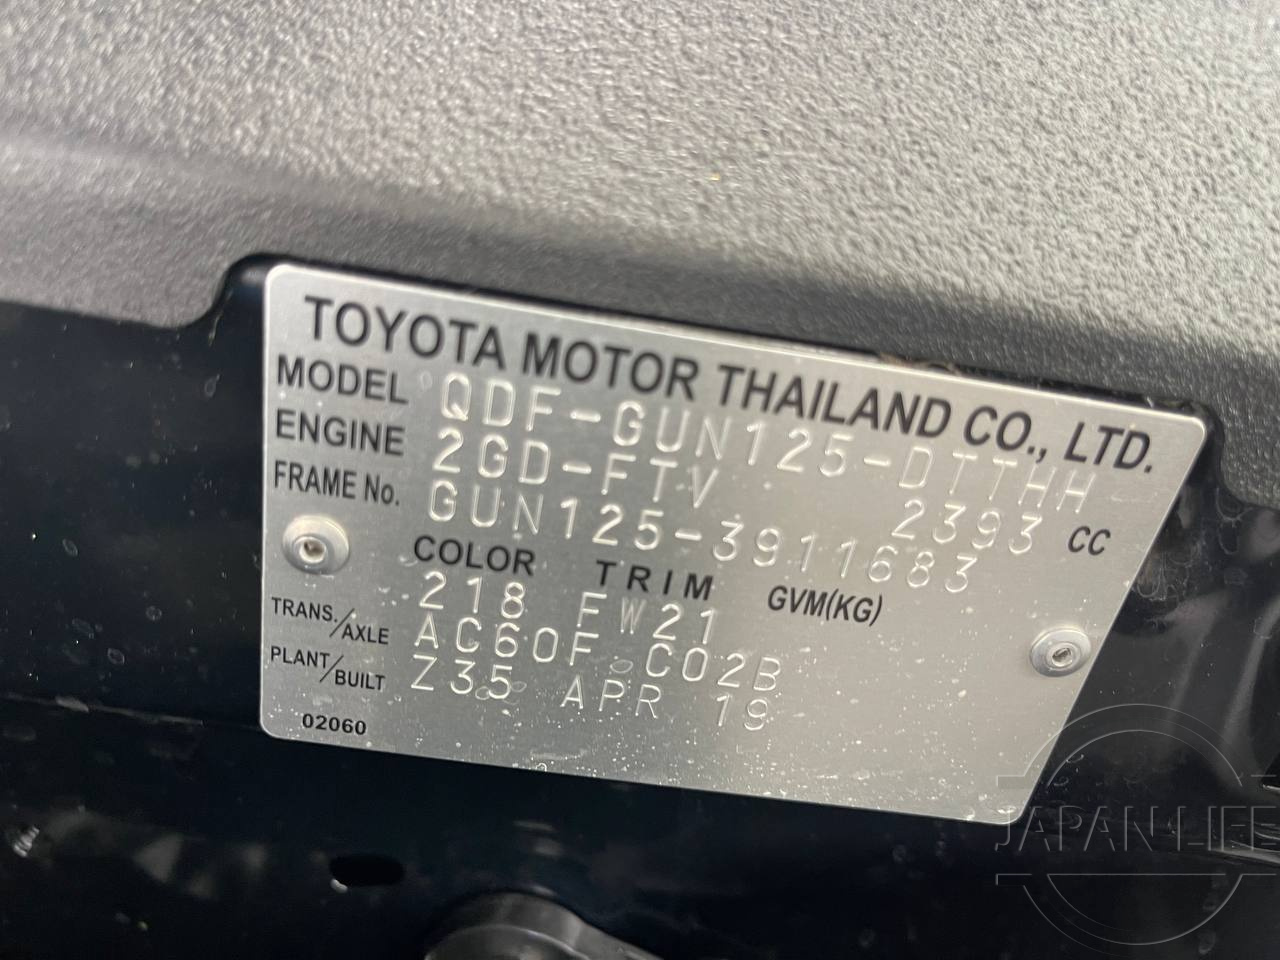 TOYOTA MOTOR THAILAND CO., LTD.
MODEL QDF-GUN125-DTTHH
ENGINE 2GD-FTV 2393 CC
FRAME No. GUN125-3911683
COLOR TRIM GVM(KG)
218 FW21
TRANS./AXLE AC60F C02B
PLANT/BUILT Z35 APR 19
02060
JAPAN LIFE